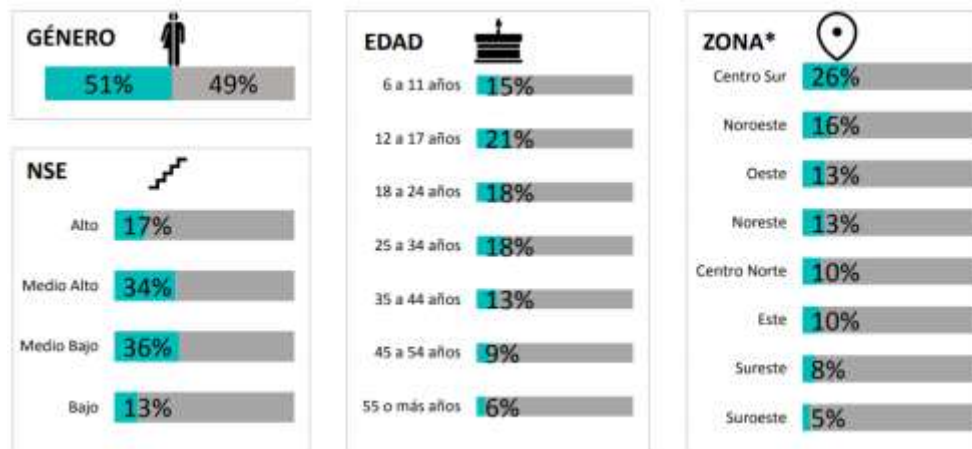 GÉNERO
51% 49%
NSE
Alto 17%
Medio Alto 34%
Medio Bajo 36%
Bajo 13%
EDAD
6 a 11 años 15%
12 a 17 años 21%
18 a 24 años 18%
25 a 34 años 18%
35 a 44 años 13%
45 a 54 años 9%
55 o más años 6%
ZONA*
Centro Sur 26%
Noroeste 16%
Oeste 13%
Noreste 13%
Centro Norte 10%
Este 10%
Sureste 8%
Suroeste 5%